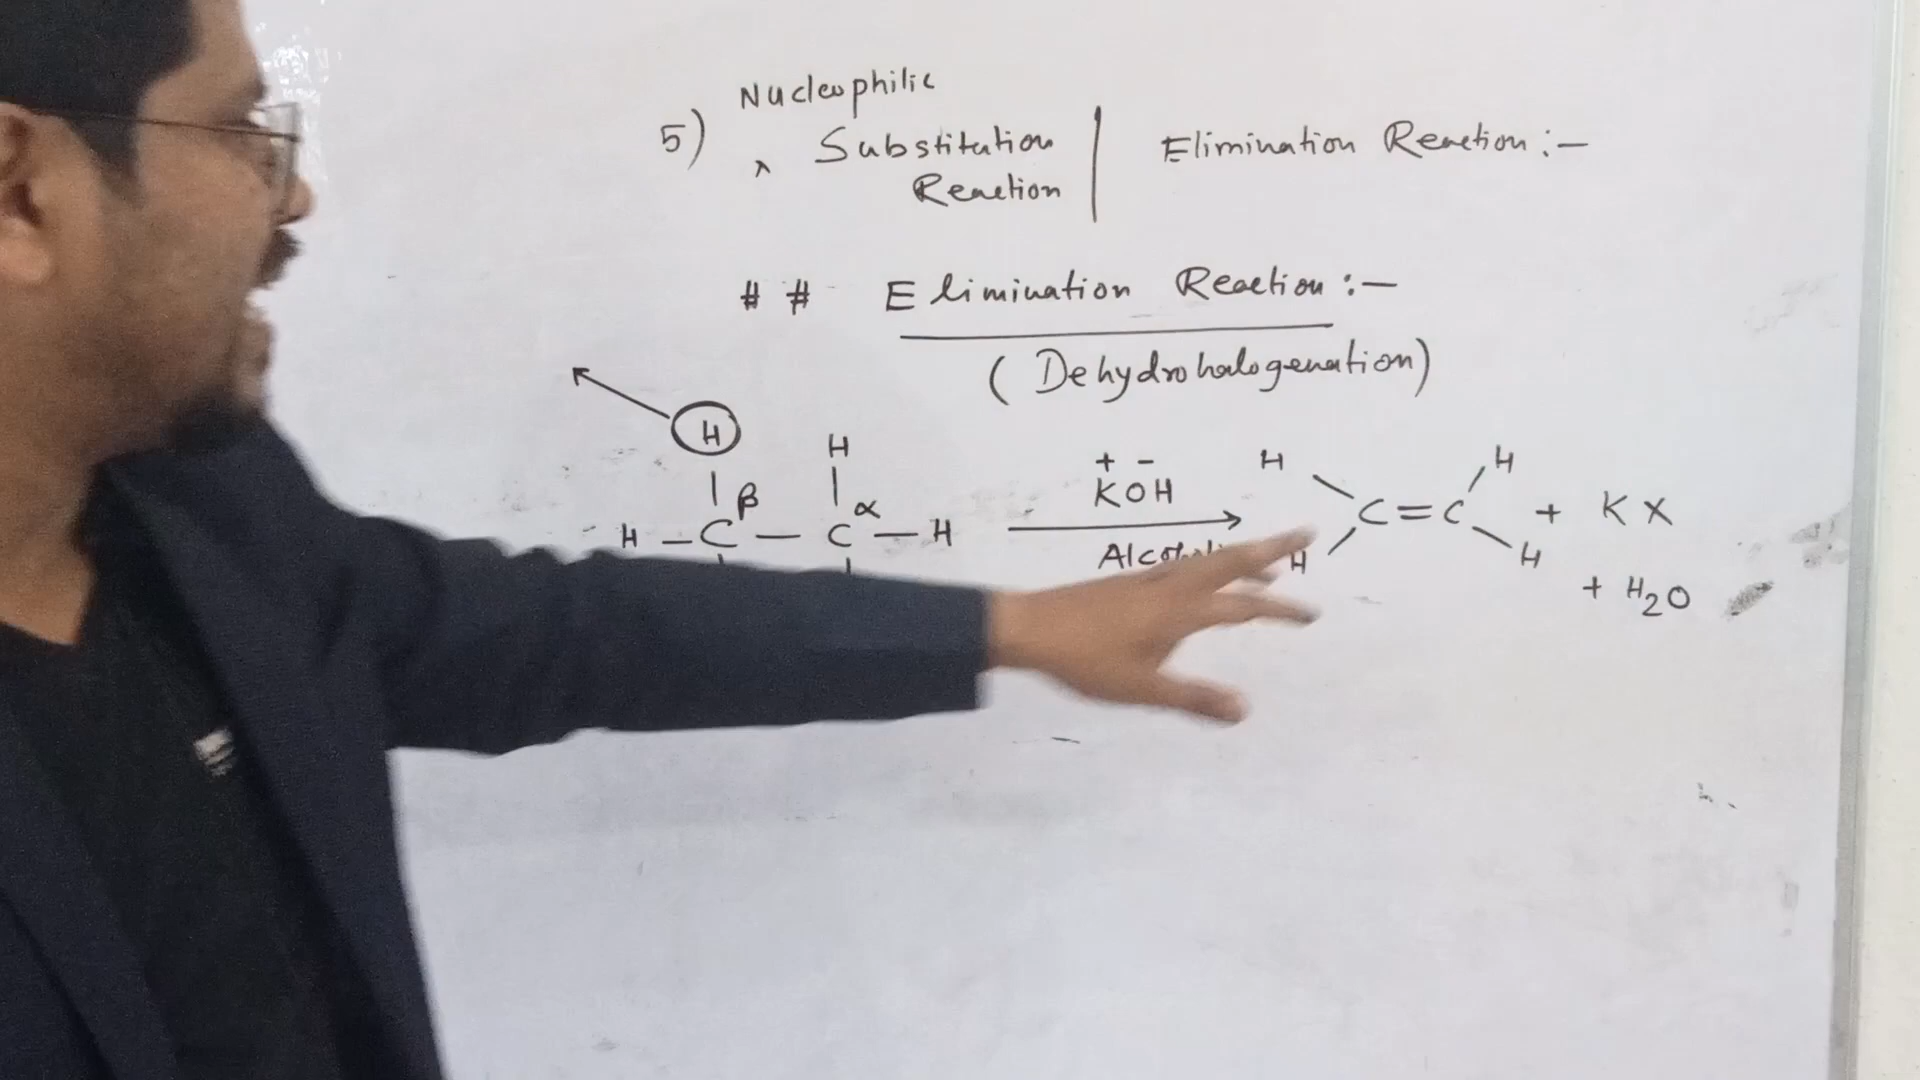 Nucleophilic
5) Substitution | Elimination Reaction :-
^ Reaction
## Elimination Reaction :-
(Dehydrohalogenation)
H H
β α
H - C - C - H
+ -
KOH
H H
C = C + KX
H H
+ H2O